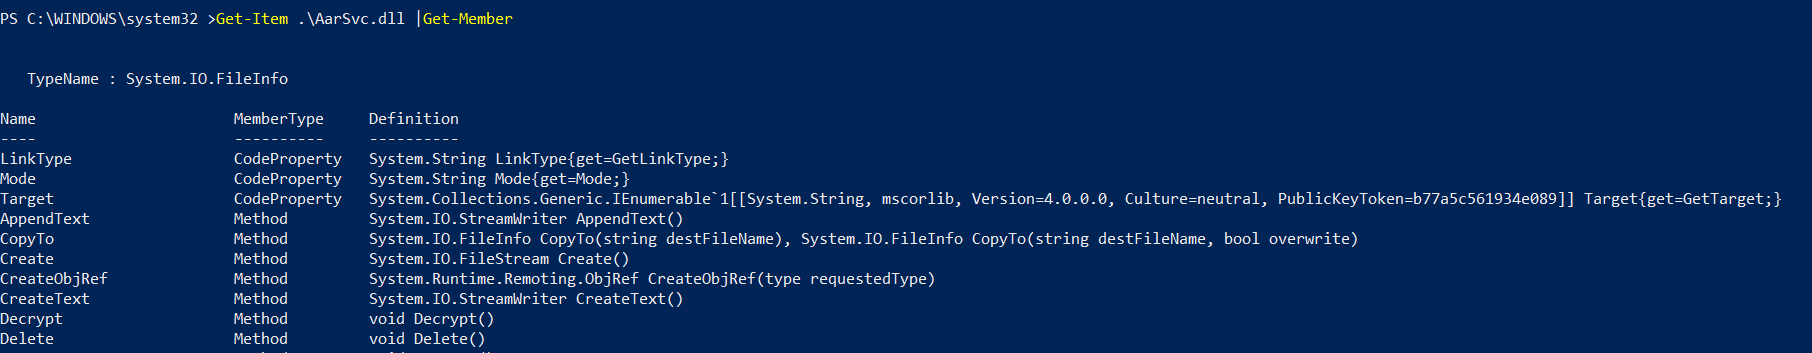 PS C:\WINDOWS\system32 >Get-Item .\AarSvc.dll |Get-Member
TypeName : System.IO.FileInfo
Name MemberType Definition
---- ---------- ----------
LinkType CodeProperty System.String LinkType{get=GetLinkType;}
Mode CodeProperty System.String Mode{get=Mode;}
Target CodeProperty System.Collections.Generic.IEnumerable`1[[System.String, mscorlib, Version=4.0.0.0, Culture=neutral, PublicKeyToken=b77a5c561934e089]] Target{get=GetTarget;}
AppendText Method System.IO.StreamWriter AppendText()
CopyTo Method System.IO.FileInfo CopyTo(string destFileName), System.IO.FileInfo CopyTo(string destFileName, bool overwrite)
Create Method System.IO.FileStream Create()
CreateObjRef Method System.Runtime.Remoting.ObjRef CreateObjRef(type requestedType)
CreateText Method System.IO.StreamWriter CreateText()
Decrypt Method void Decrypt()
Delete Method void Delete()